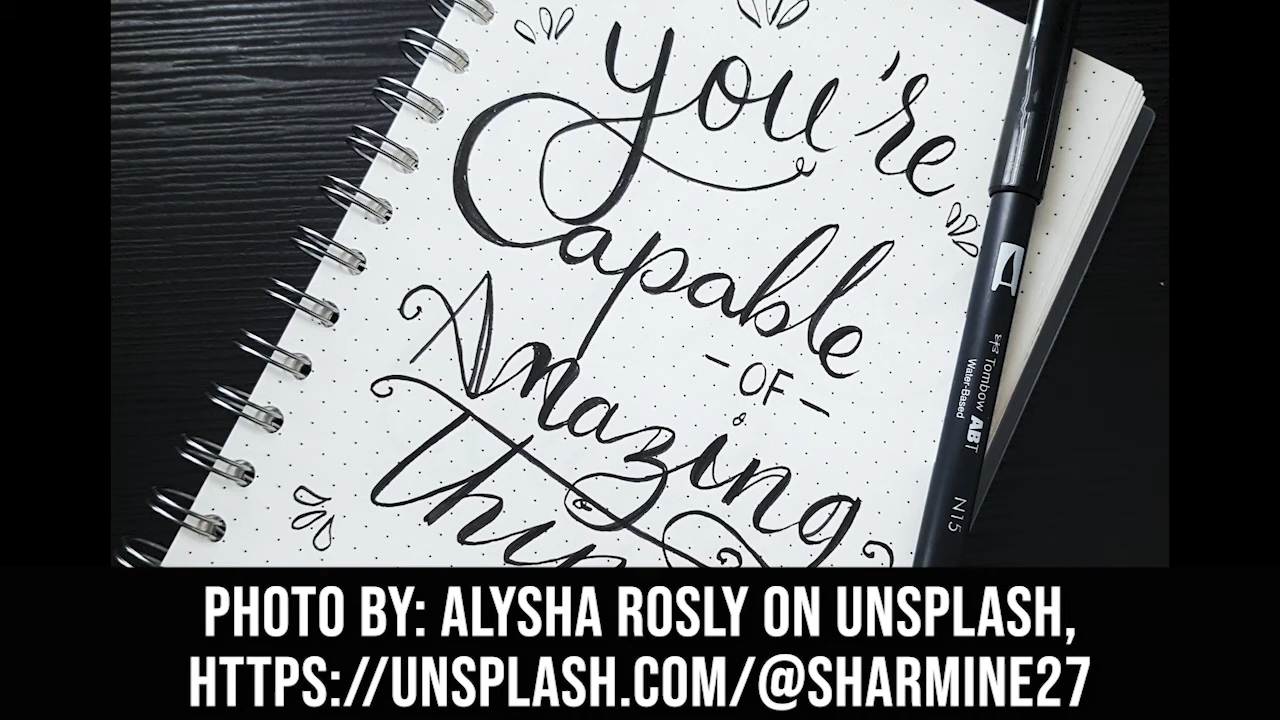 you're
Capable
- OF -
Amazing
Tombow ABT
Water-Based
N15
PHOTO BY: ALYSHA ROSLY ON UNSPLASH,
HTTPS://UNSPLASH.COM/@SHARMINE27